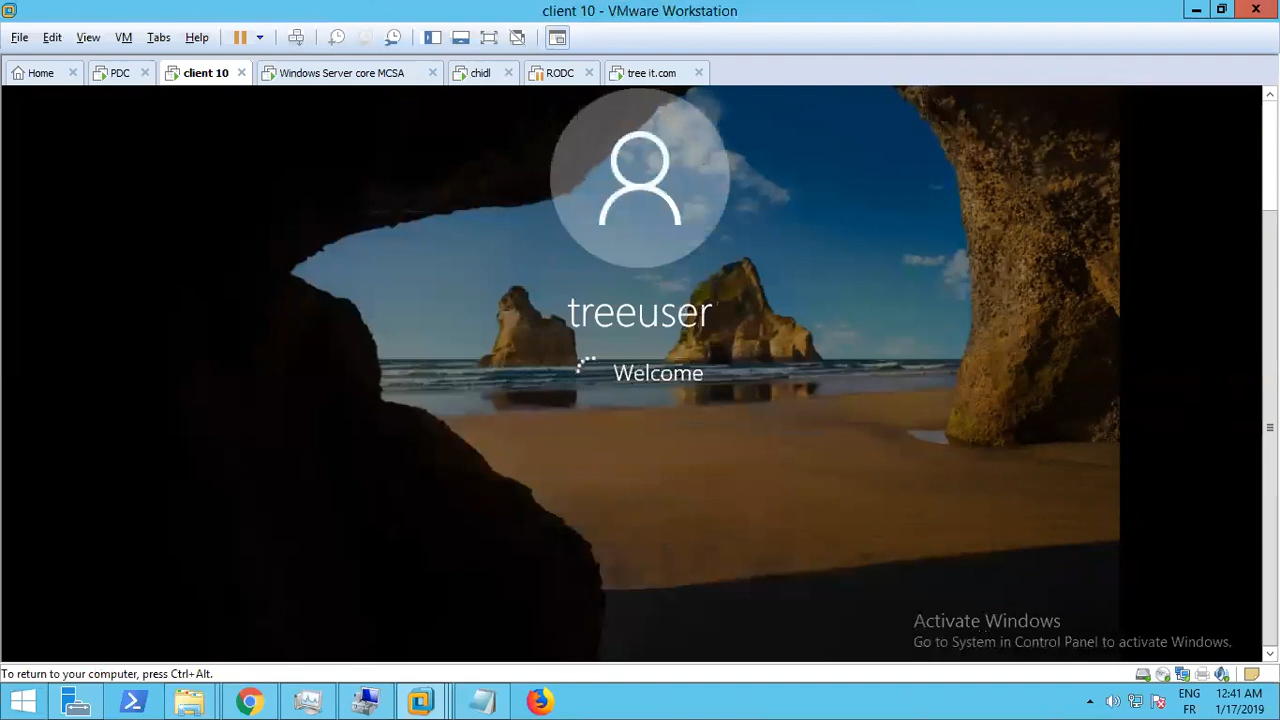 client 10 - VMware Workstation
File Edit View VM Tabs Help
Home PDC client 10 Windows Server core MCSA chidl RODC tree it.com
treeuser
Welcome
Activate Windows
Go to System in Control Panel to activate Windows.
To return to your computer, press Ctrl+Alt.
ENG 12:41 AM
FR 1/17/2019